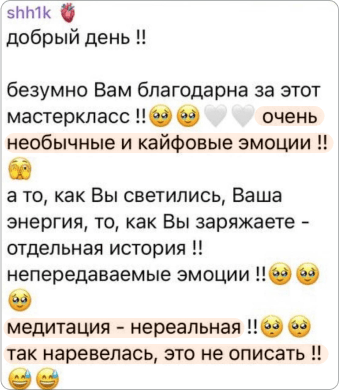 shh1k 🫀
добрый день !!
безумно Вам благодарна за этот
мастеркласс !!🥹🥹🤍🤍 очень
необычные и кайфовые эмоции !!
🫣
а то, как Вы светились, Ваша
энергия, то, как Вы заряжаете -
отдельная история !!
непередаваемые эмоции !!🥹🥹
🥹
медитация - нереальная !!🥹🥹
так наревелась, это не описать !!
😅😅